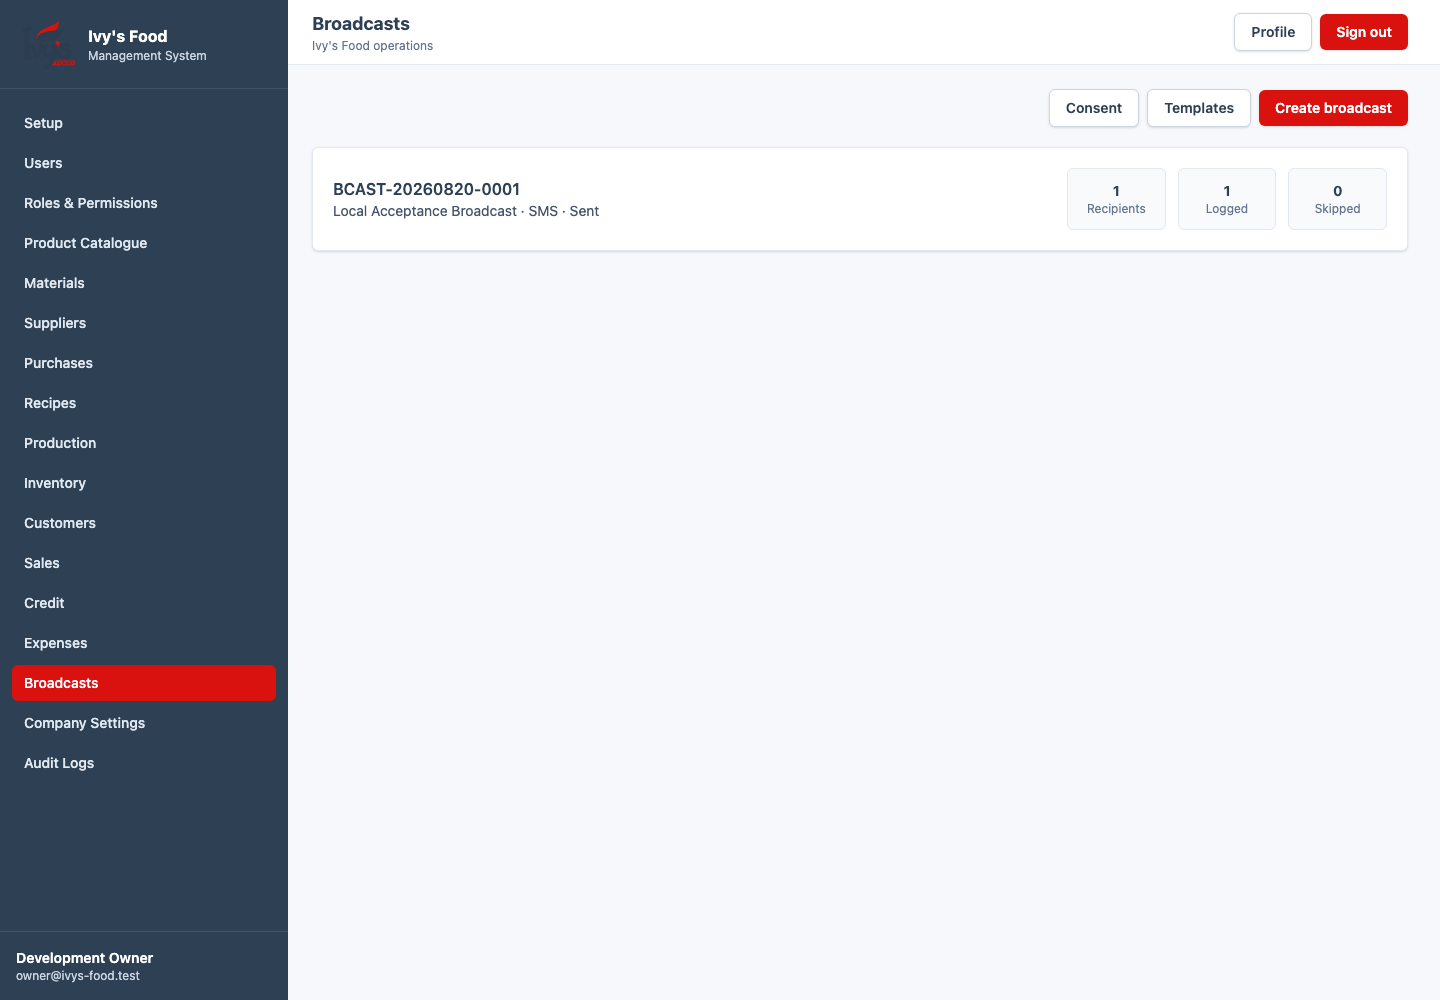 Ivy's Food
Management System
Setup
Users
Roles & Permissions
Product Catalogue
Materials
Suppliers
Purchases
Recipes
Production
Inventory
Customers
Sales
Credit
Expenses
Broadcasts
Company Settings
Audit Logs
Development Owner
owner@ivys-food.test
Broadcasts
Ivy's Food operations
Profile
Sign out
Consent
Templates
Create broadcast
BCAST-20260820-0001
Local Acceptance Broadcast · SMS · Sent
1
Recipients
1
Logged
0
Skipped